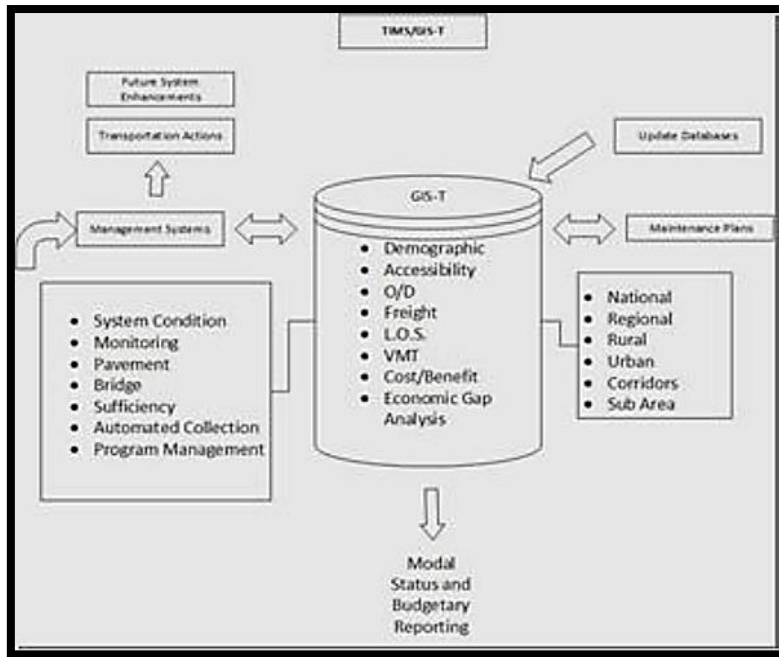 TIMS/GIS-T
Future System
Enhancements
Transportation Actions
Update Databases
GIS-T
Management Systems
Maintenance Plans
• Demographic
• Accessibility
• O/D
• Freight
• L.O.S.
• VMT
• Cost/Benefit
• Economic Gap
Analysis
• System Condition
• Monitoring
• Pavement
• Bridge
• Sufficiency
• Automated Collection
• Program Management
• National
• Regional
• Rural
• Urban
• Corridors
• Sub Area
Modal
Status and
Budgetary
Reporting